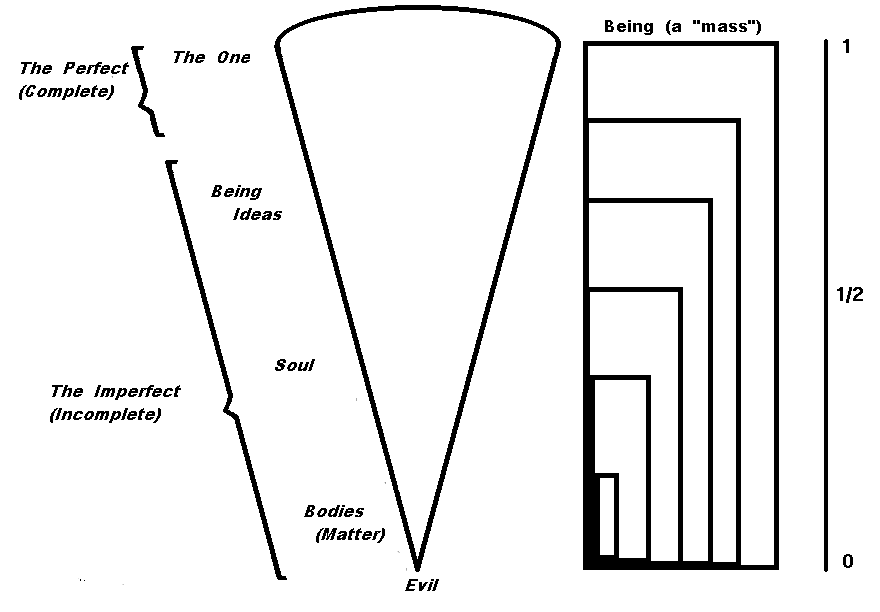 Being (a "mass")
The One
The Perfect
(Complete)
1
Being
Ideas
1/2
Soul
The Imperfect
(Incomplete)
Bodies
(Matter)
0
Evil